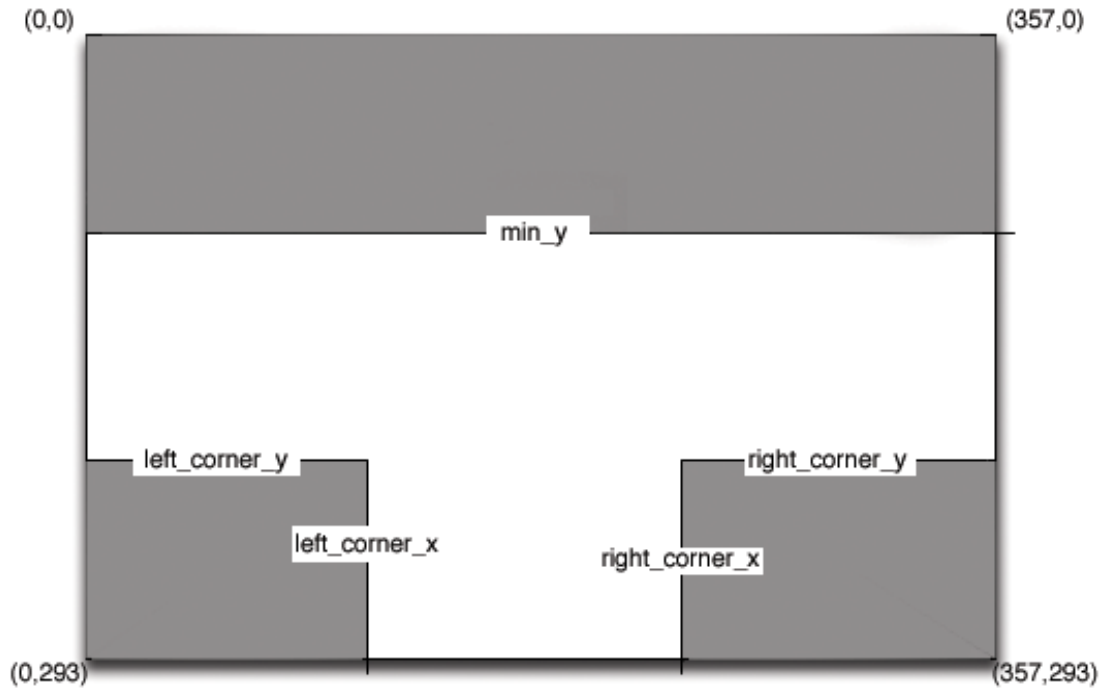 (0,0)
(357,0)
min_y
left_corner_y
right_corner_y
left_corner_x
right_corner_x
(0,293)
(357,293)